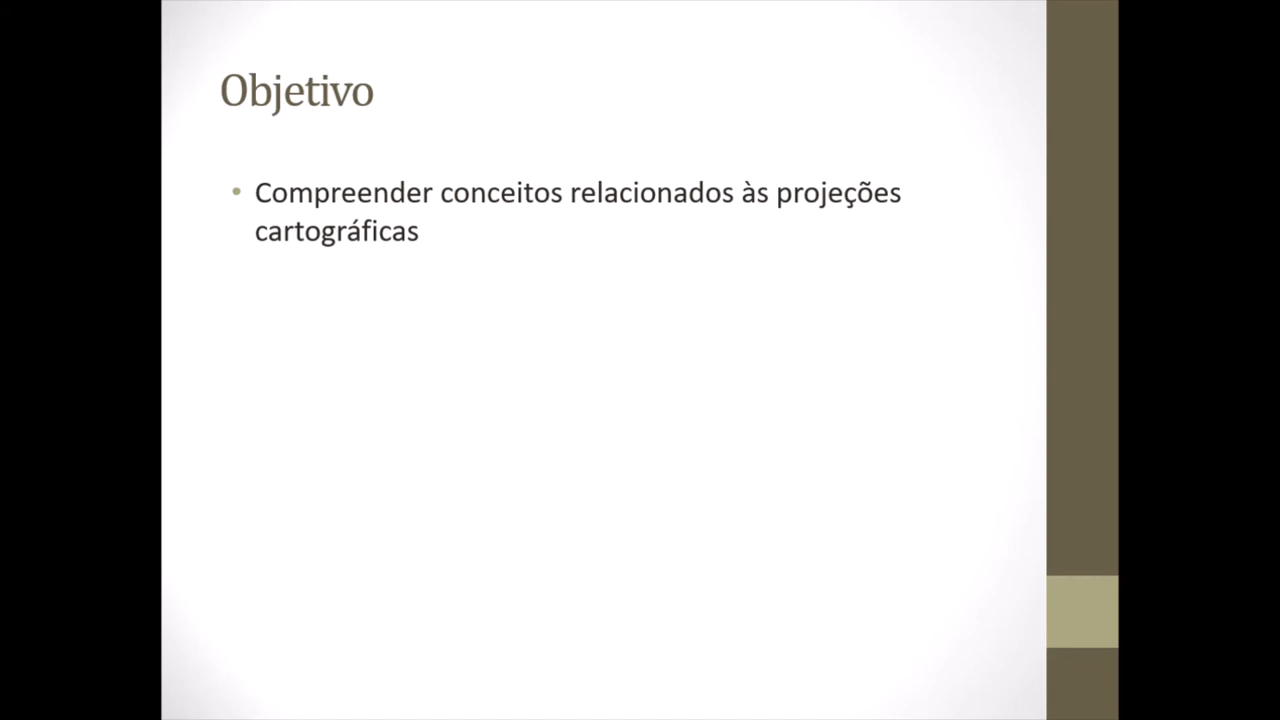 Objetivo
• Compreender conceitos relacionados às projeções
cartográficas